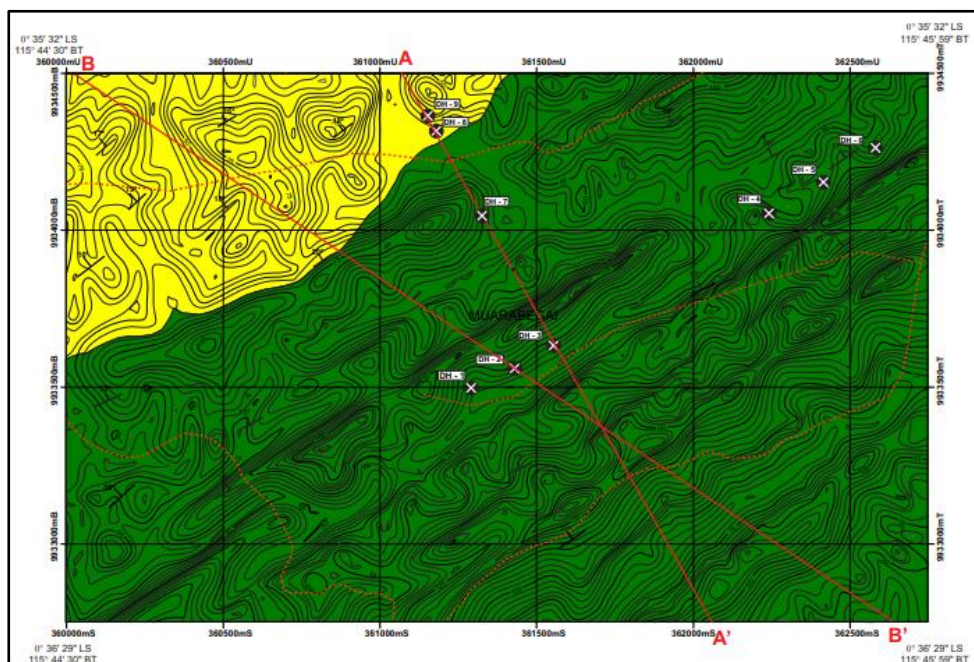 0° 35' 32" LS
115° 44' 30" BT
0° 35' 32" LS
115° 45' 59" BT
360000mU
B
360500mU
A
361000mU
361500mU
362000mU
362500mU
9934500mB
9934500mT
DH - 9
DH - 8
DH - 7
DH - 6
DH - 5
DH - 4
9934000mB
9934000mT
DH - 3
DH - 2
DH - 1
9933500mB
9933500mT
9933000mB
9933000mT
360000mS
360500mS
361000mS
361500mS
362000mS
A'
362500mS
B'
0° 36' 29" LS
115° 44' 30" BT
0° 36' 29" LS
115° 45' 59" BT